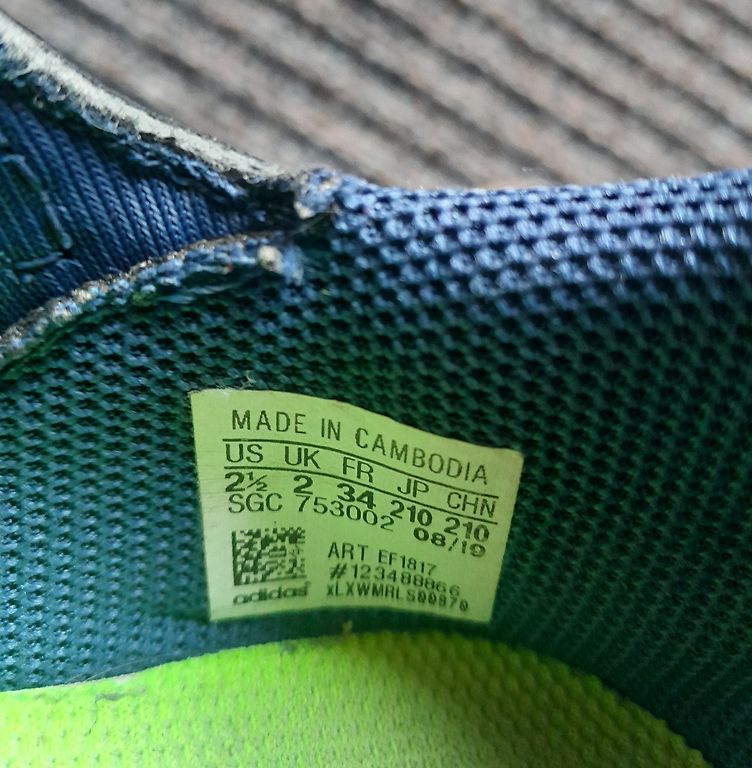 MADE IN CAMBODIA
US UK FR JP CHN
2½ 2 34 210 210
SGC 753002 08/19
ART EF1817
#123488866
XLXWMRLS00870
adidas